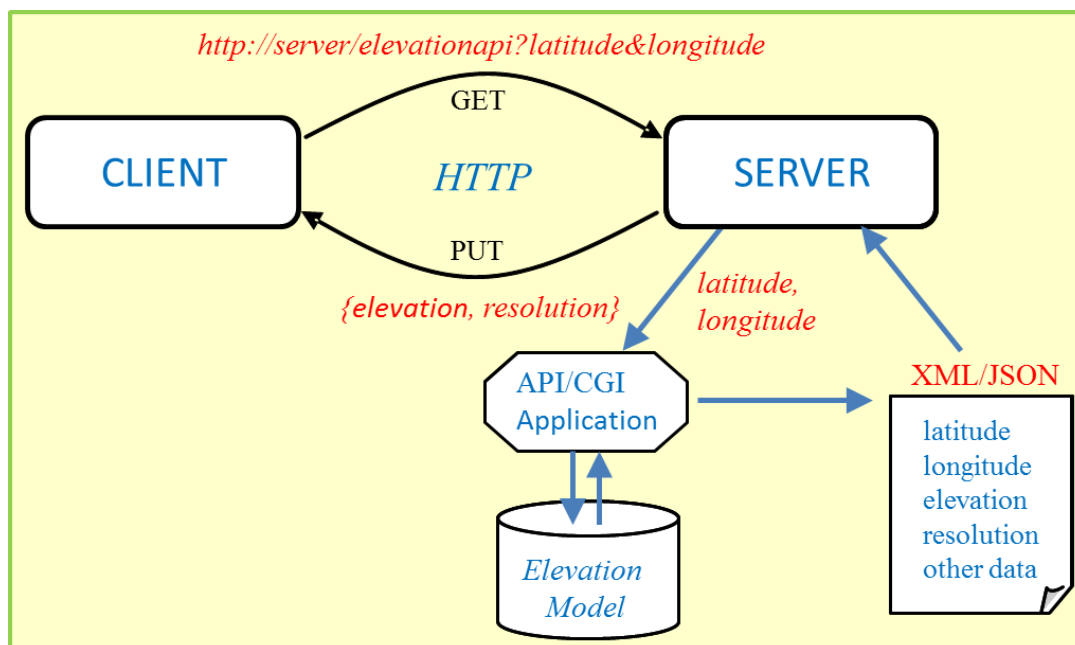 http://server/elevationapi?latitude&longitude
GET
CLIENT
HTTP
SERVER
PUT
{elevation, resolution}
latitude,
longitude
API/CGI
Application
XML/JSON
latitude
longitude
elevation
resolution
other data
Elevation
Model